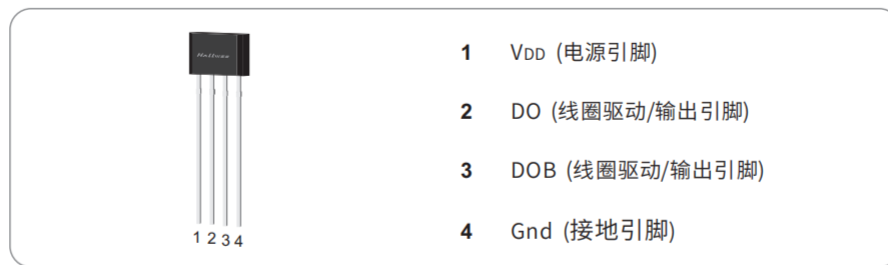 1 VDD (电源引脚)
2 DO (线圈驱动/输出引脚)
3 DOB (线圈驱动/输出引脚)
4 Gnd (接地引脚)
1 2 3 4